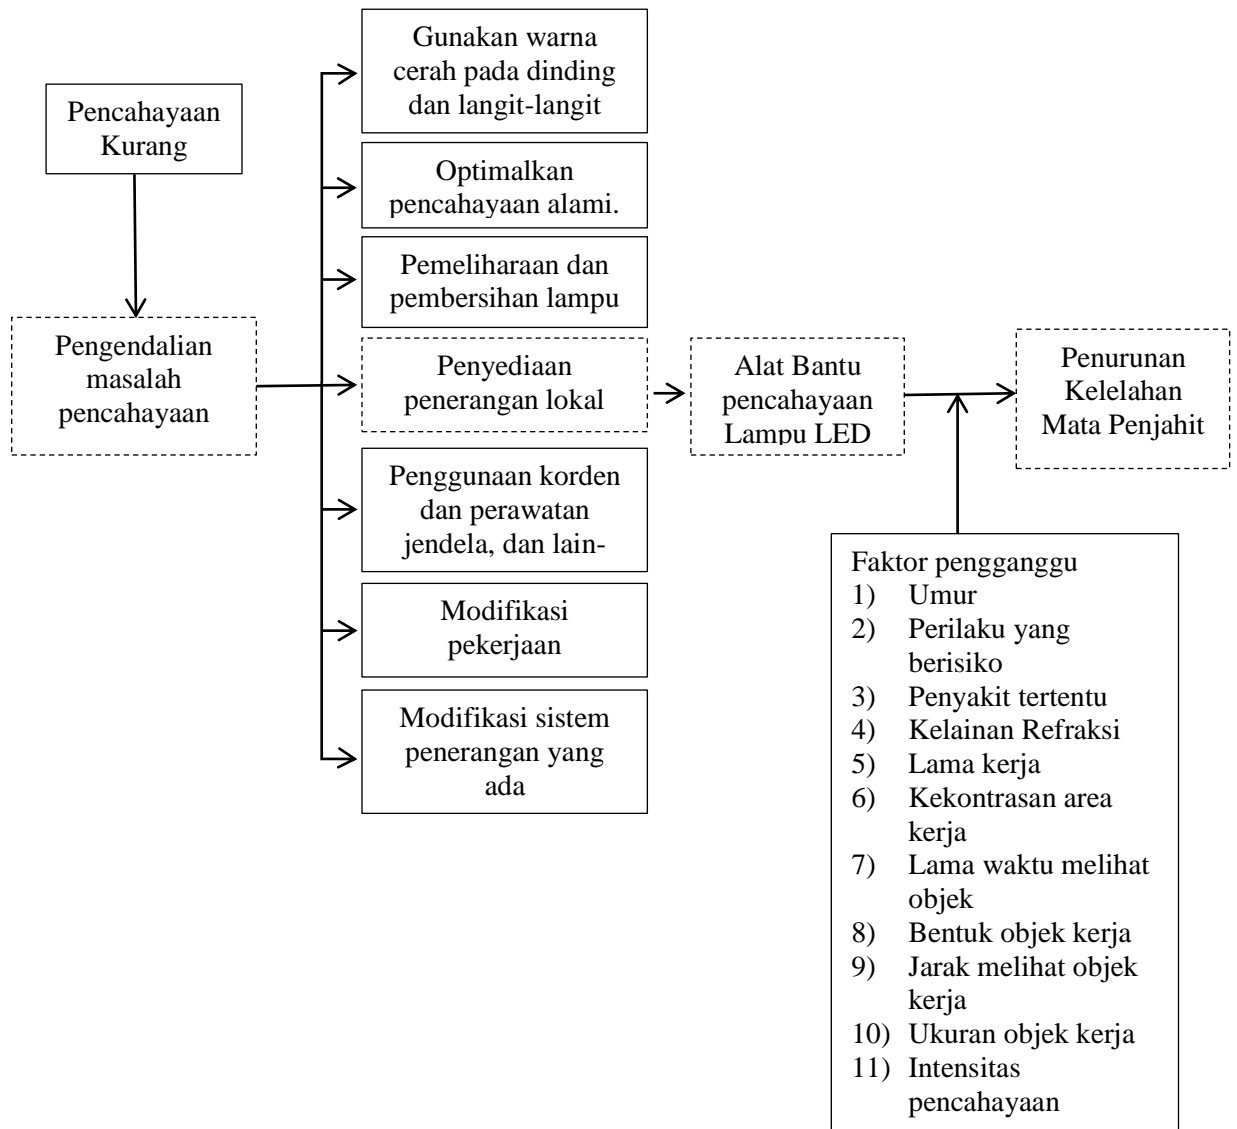 Pencahayaan
Kurang
Pengendalian
masalah
pencahayaan
Gunakan warna
cerah pada dinding
dan langit-langit
Optimalkan
pencahayaan alami.
Pemeliharaan dan
pembersihan lampu
Penyediaan
penerangan lokal
Penggunaan korden
dan perawatan
jendela, dan lain-
Modifikasi
pekerjaan
Modifikasi sistem
penerangan yang
ada
Alat Bantu
pencahayaan
Lampu LED
Penurunan
Kelelahan
Mata Penjahit
Faktor pengganggu
1) Umur
2) Perilaku yang
berisiko
3) Penyakit tertentu
4) Kelainan Refraksi
5) Lama kerja
6) Kekontrasan area
kerja
7) Lama waktu melihat
objek
8) Bentuk objek kerja
9) Jarak melihat objek
kerja
10) Ukuran objek kerja
11) Intensitas
pencahayaan